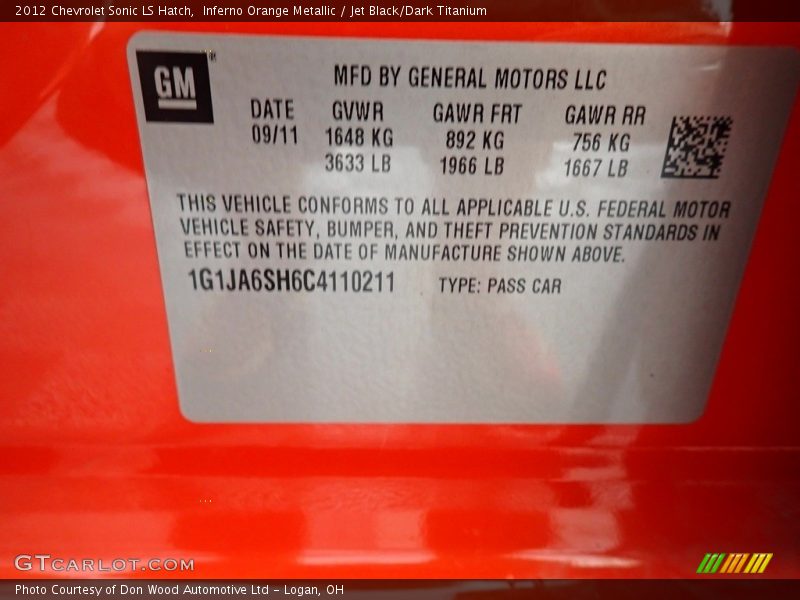 2012 Chevrolet Sonic LS Hatch,  Inferno Orange Metallic / Jet Black/Dark Titanium
GM
MFD BY GENERAL MOTORS LLC
DATE GVWR GAWR FRT GAWR RR
09/11 1648 KG 892 KG 756 KG
3633 LB 1966 LB 1667 LB
THIS VEHICLE CONFORMS TO ALL APPLICABLE U.S. FEDERAL MOTOR
VEHICLE SAFETY, BUMPER, AND THEFT PREVENTION STANDARDS IN
EFFECT ON THE DATE OF MANUFACTURE SHOWN ABOVE.
1G1JA6SH6C4110211 TYPE: PASS CAR
GTCARLOT.COM
Photo Courtesy of Don Wood Automotive Ltd - Logan, OH